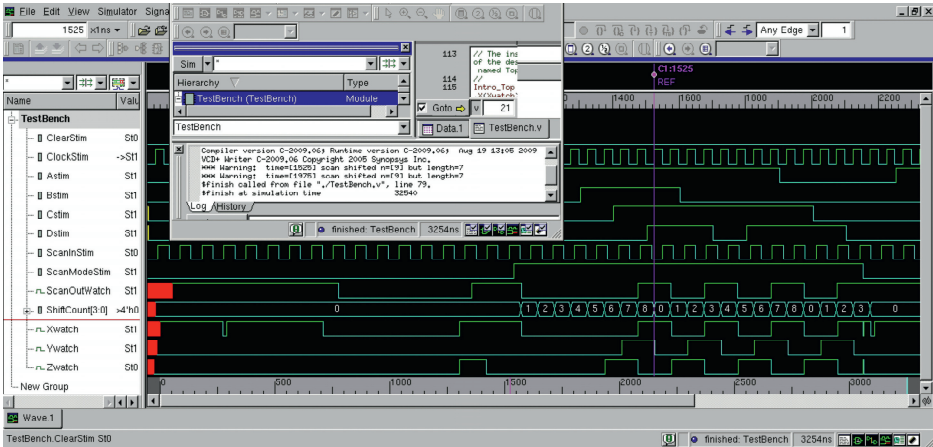 File Edit View Simulator Signa
1525 x1ns
Any Edge 1
Sim *
Hierarchy Type
TestBench (TestBench) Module
TestBench
113 // The ins
of the des
named Top
114 //
115 Intro_Top
X(Xwatch)
Goto 21
Data.1 TestBench.v
Compiler version C-2009.06; Runtime version C-2009.06; Aug 19 13:05 2009
VCD+ Writer C-2009.06 Copyright 2005 Synopsys Inc.
*** Warning: time=[1525] scan shifted n=[9] but length=7
*** Warning: time=[1975] scan shifted n=[9] but length=7
$finish called from file "./TestBench.v", line 79.
$finish at simulation time 32540
Log History
finished: TestBench 3254ns
C1:1525
REF
1400 1600 1800 2000 2200
Name Valu
TestBench
ClearStim St0
ClockStim ->St1
Astim St1
Bstim St1
Cstim St1
Dstim St1
ScanInStim St0
ScanModeStim St1
ScanOutWatch St1
ShiftCount[3:0] ->4'h0
0 1 2 3 4 5 6 7 8 0 1 2 3 4 5 6 7 8 0 1 2 3 0
Xwatch St1
Ywatch St1
Zwatch St0
New Group
0 500 1000 1500 2000 2500 3000
Wave.1
TestBench.ClearStim St0
finished: TestBench 3254ns